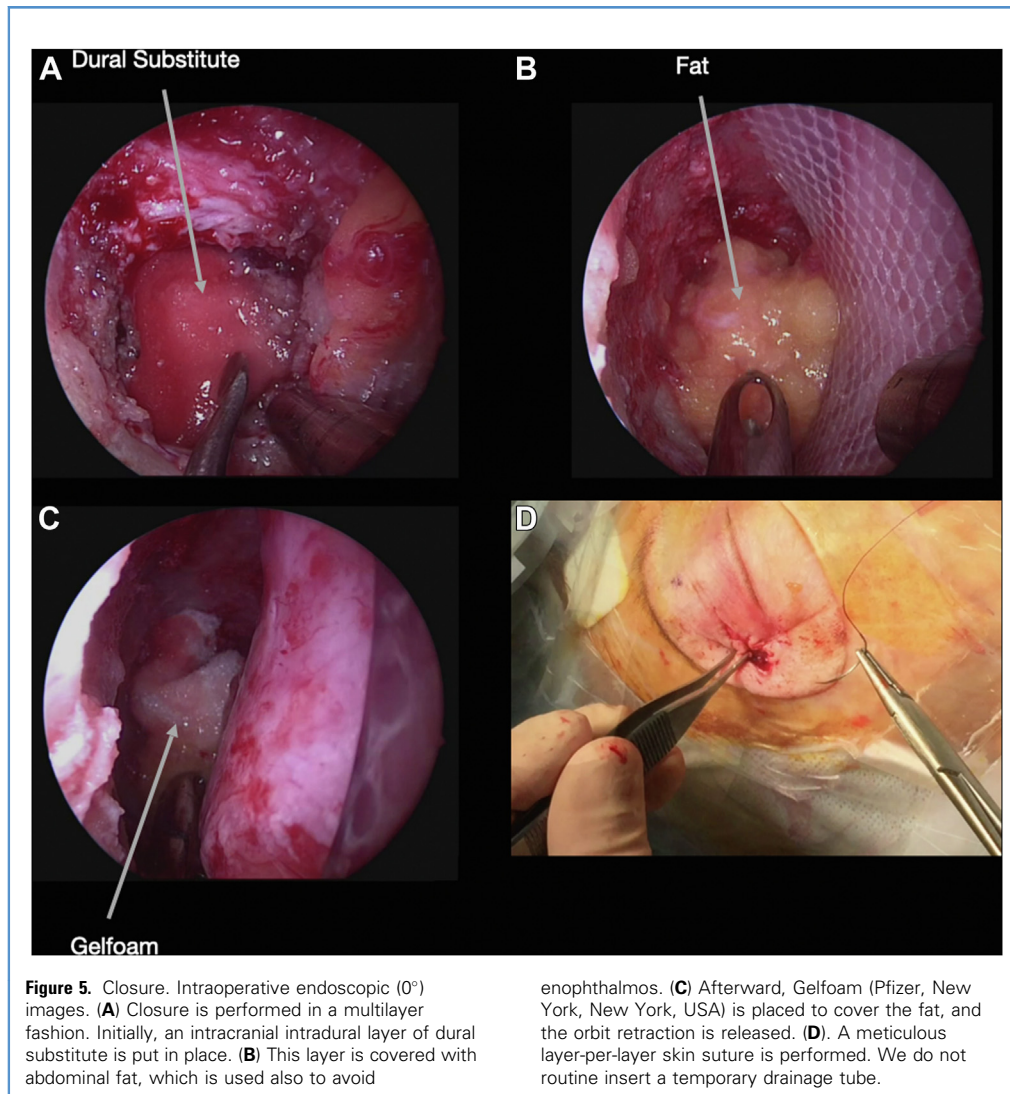 A
Dural Substitute
B
Fat
C
D
Gelfoam
Figure 5. Closure. Intraoperative endoscopic (0°)
images. (A) Closure is performed in a multilayer
fashion. Initially, an intracranial intradural layer of dural
substitute is put in place. (B) This layer is covered with
abdominal fat, which is used also to avoid
enophthalmos. (C) Afterward, Gelfoam (Pfizer, New
York, New York, USA) is placed to cover the fat, and
the orbit retraction is released. (D). A meticulous
layer-per-layer skin suture is performed. We do not
routine insert a temporary drainage tube.